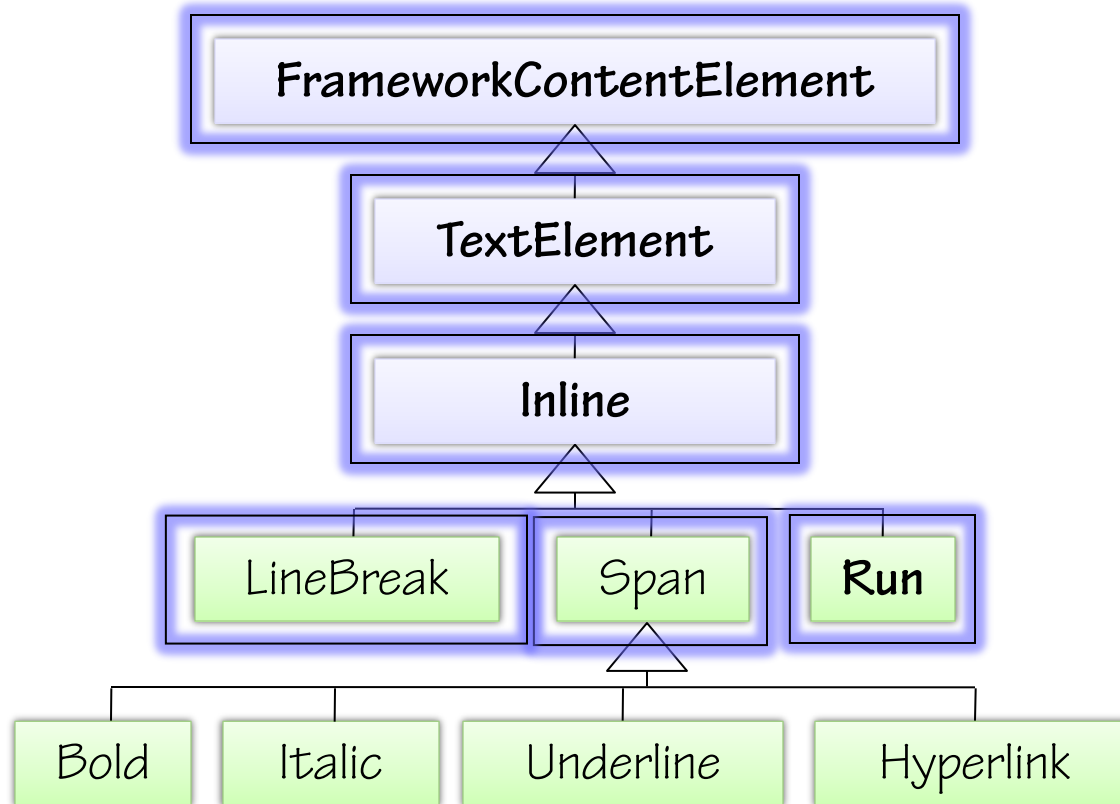 FrameworkContentElement
TextElement
Inline
LineBreak Span Run
Bold Italic Underline Hyperlink